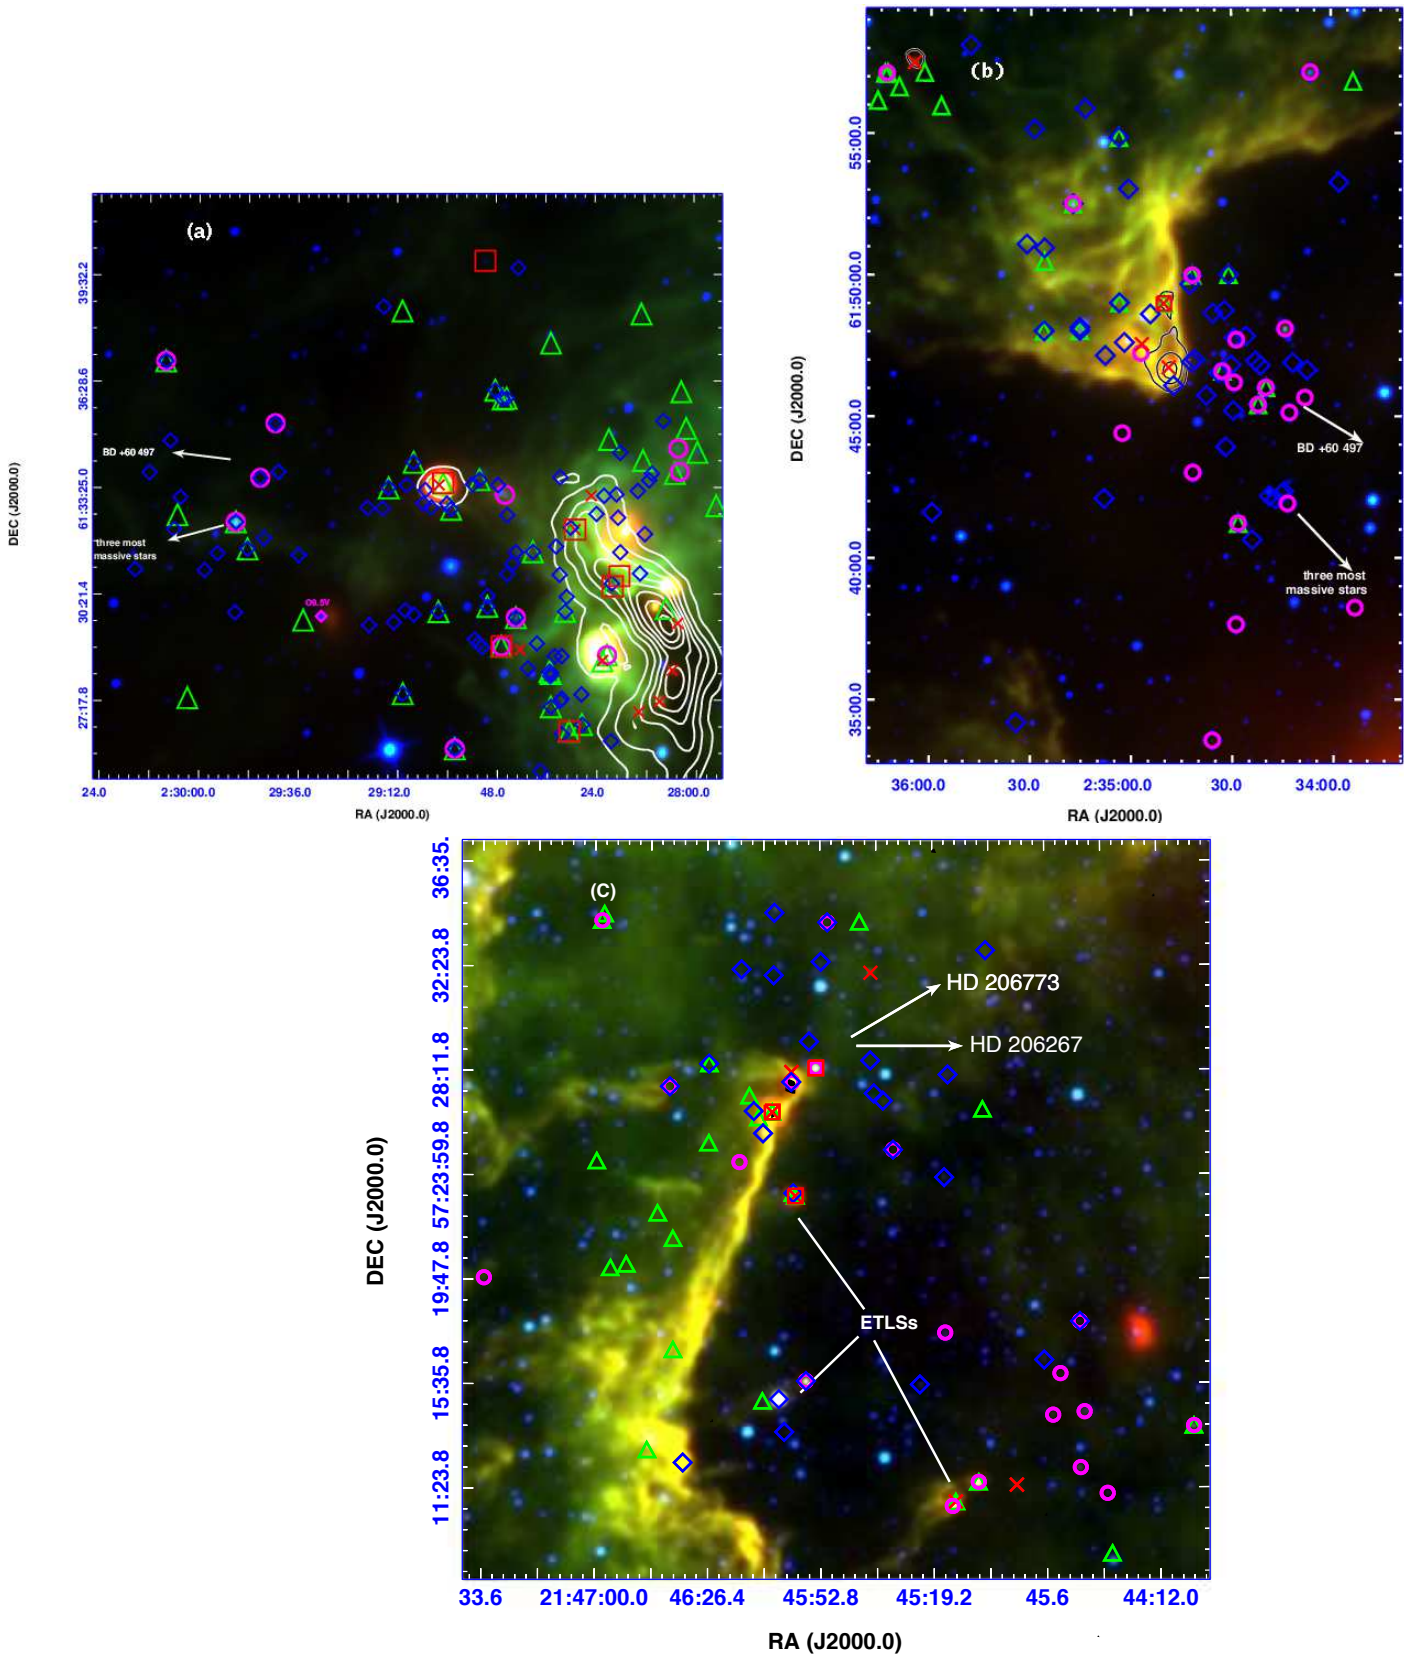 (a)
39:32.2
36:28.6
61:33:25.0
30:21.4
27:17.8
DEC (J2000.0)
BD +60 497
three most
massive stars
O9.5V
24.0 2:30:00.0 29:36.0 29:12.0 48.0 24.0 28:00.0
RA (J2000.0)
(b)
55:00.0
61:50:00.0
45:00.0
40:00.0
35:00.0
DEC (J2000.0)
BD +60 497
three most
massive stars
36:00.0 30.0 2:35:00.0 30.0 34:00.0
RA (J2000.0)
(C)
36:35.
32:23.8
28:11.8
57:23:59.8
19:47.8
15:35.8
11:23.8
DEC (J2000.0)
HD 206773
HD 206267
ETLSs
33.6 21:47:00.0 46:26.4 45:52.8 45:19.2 45.6 44:12.0
RA (J2000.0)